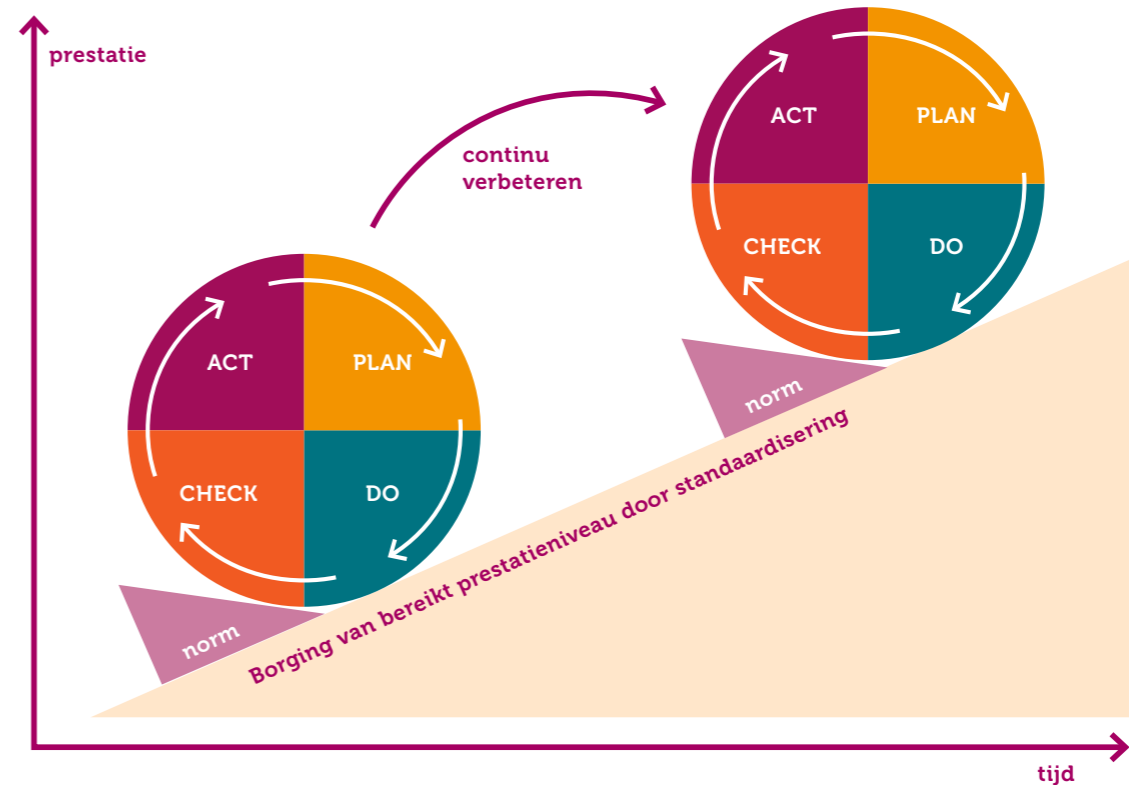 prestatie
ACT
PLAN
CHECK
DO
continu
verbeteren
ACT
PLAN
CHECK
DO
norm
norm
Borging van bereikt prestatieniveau door standaardisering
tijd